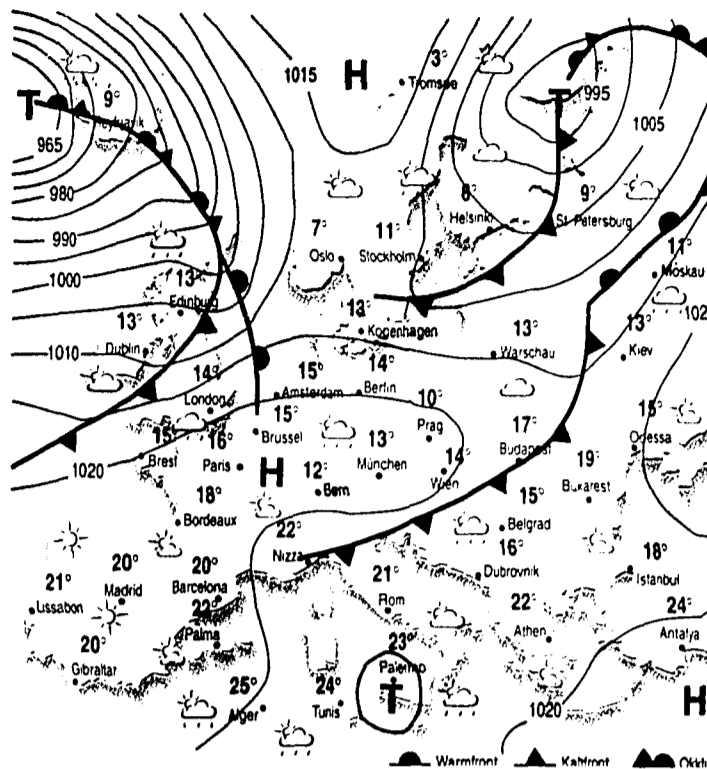 3° H
1015
Tromsøe
T 9°
T 995
Reykjavik
965
1005
980
7° 11° 6° 9°
Helsinki St. Petersburg
990
Oslo Stockholm
11°
Moskau
1000
13°
Edinburg
13° 13° 13° 13°
Kopenhagen
1010 Dublin Warschau Kiev
14° 15° 14°
Amsterdam Berlin
London
15° 10° 15°
Brüssel Prag 17° Odessa
15° 16° 13° Budapest
1020 Brest Paris H München 14° 19°
12° Wien
Bern Bukarest
18° 15°
Bordeaux 22° Belgrad
Nizza 16° 18°
20° 20° 21° Dubrovnik Istanbul
21° Madrid Barcelona
Lissabon 22° Rom 22° 24°
Palma Athen
20° 23° Antalya
Gibraltar Palermo
25° 24° T H
Alger Tunis 1020
Warmfront Kaltfront